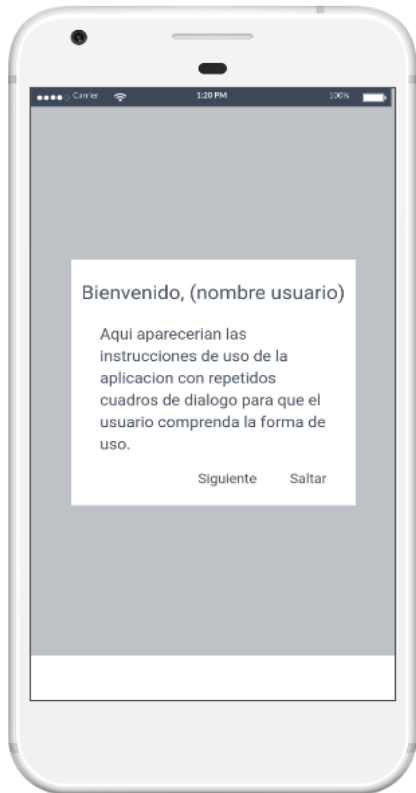 Carrier 1:20 PM 100%
Bienvenido, (nombre usuario)
Aqui aparecerian las
instrucciones de uso de la
aplicacion con repetidos
cuadros de dialogo para que el
usuario comprenda la forma de
uso.
Siguiente Saltar